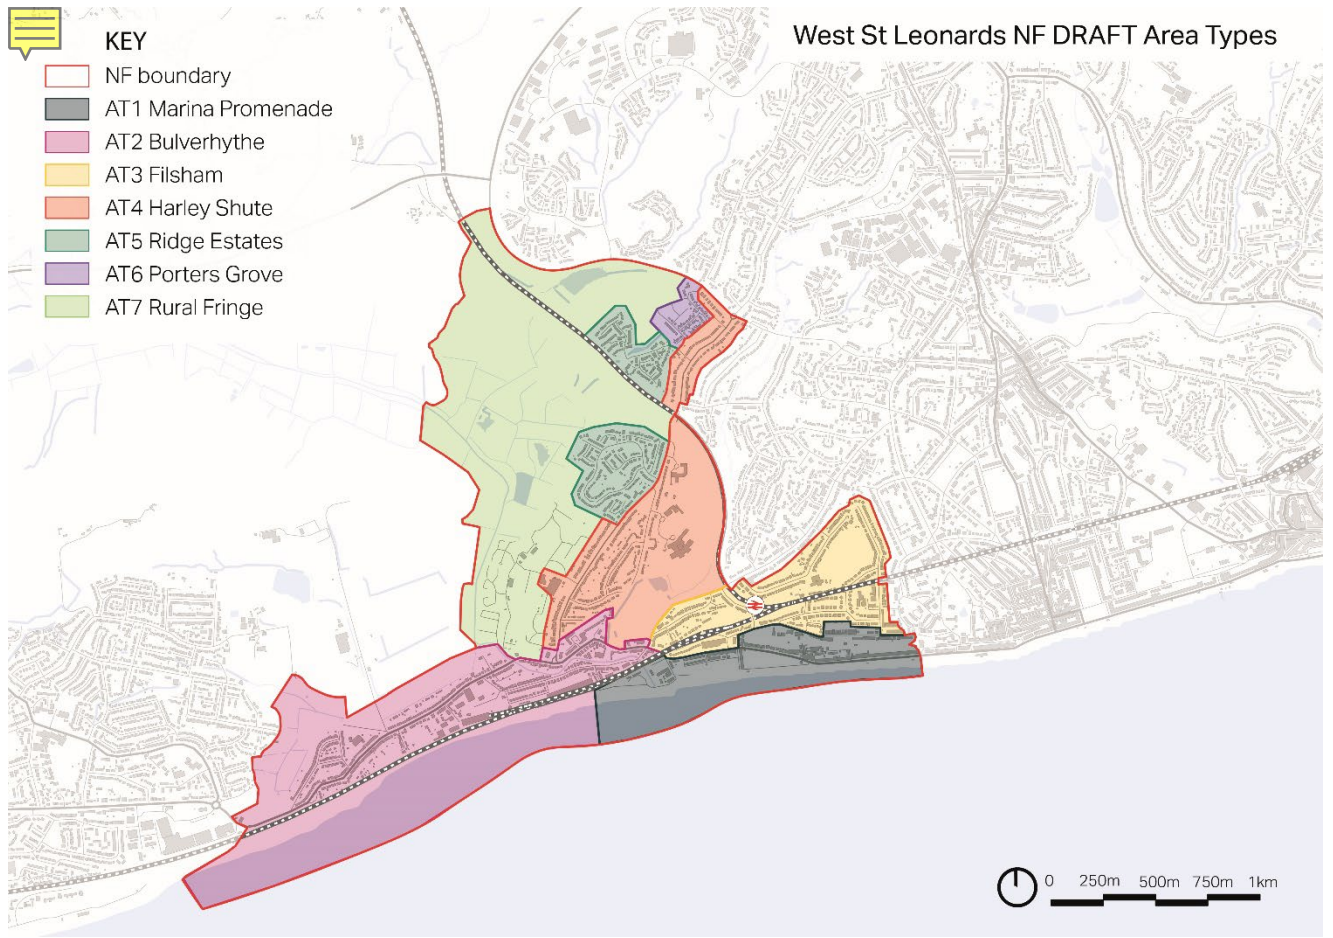 West St Leonards NF DRAFT Area Types
KEY
NF boundary
AT1 Marina Promenade
AT2 Bulverhythe
AT3 Filsham
AT4 Harley Shute
AT5 Ridge Estates
AT6 Porters Grove
AT7 Rural Fringe
0 250m 500m 750m 1km